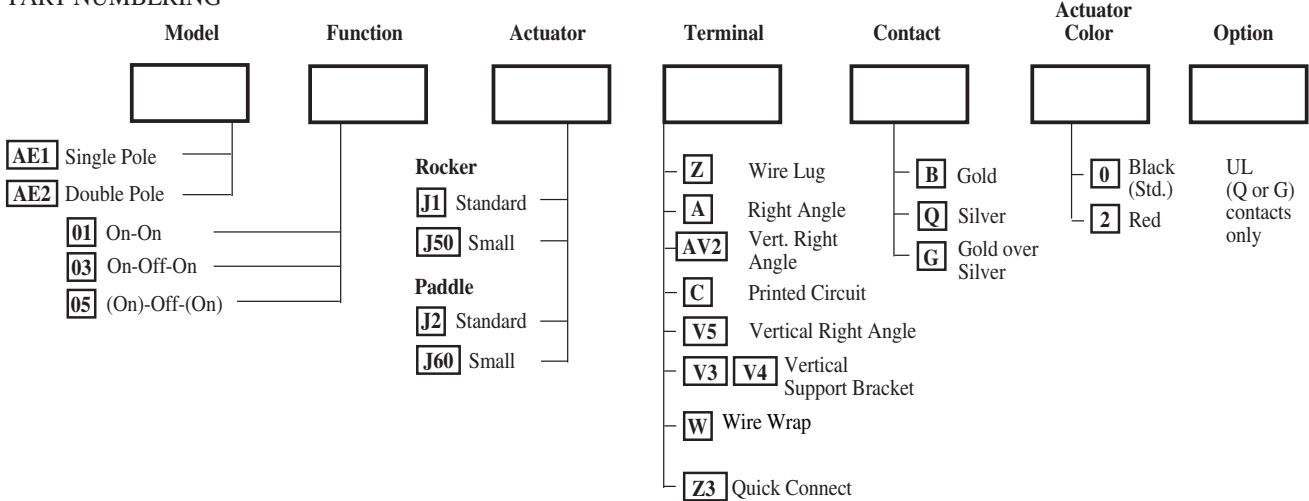 PART NUMBERING
Model
Function
Actuator
Terminal
Contact
Actuator
Color
Option
AE1 Single Pole
AE2 Double Pole
01 On-On
03 On-Off-On
05 (On)-Off-(On)
Rocker
J1 Standard
J50 Small
Paddle
J2 Standard
J60 Small
Z Wire Lug
A Right Angle
AV2 Vert. Right
Angle
C Printed Circuit
V5 Vertical Right Angle
V3 V4 Vertical
Support Bracket
W Wire Wrap
Z3 Quick Connect
B Gold
Q Silver
G Gold over
Silver
0 Black
(Std.)
2 Red
UL
(Q or G)
contacts
only